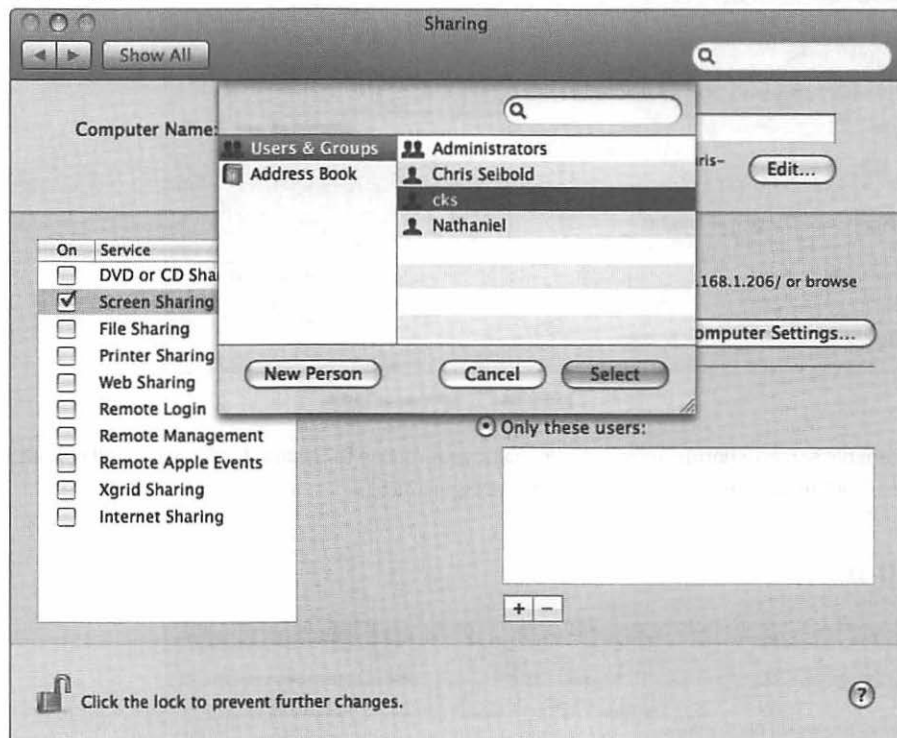 Sharing
Show All
Computer Name:
Users & Groups
Address Book
Administrators
Chris Seibold
cks
Nathaniel
ris-
Edit...
On Service
DVD or CD Sha
Screen Sharing
File Sharing
Printer Sharing
Web Sharing
Remote Login
Remote Management
Remote Apple Events
Xgrid Sharing
Internet Sharing
.168.1.206/ or browse
omputer Settings...
New Person
Cancel
Select
Only these users:
+ −
Click the lock to prevent further changes.
?